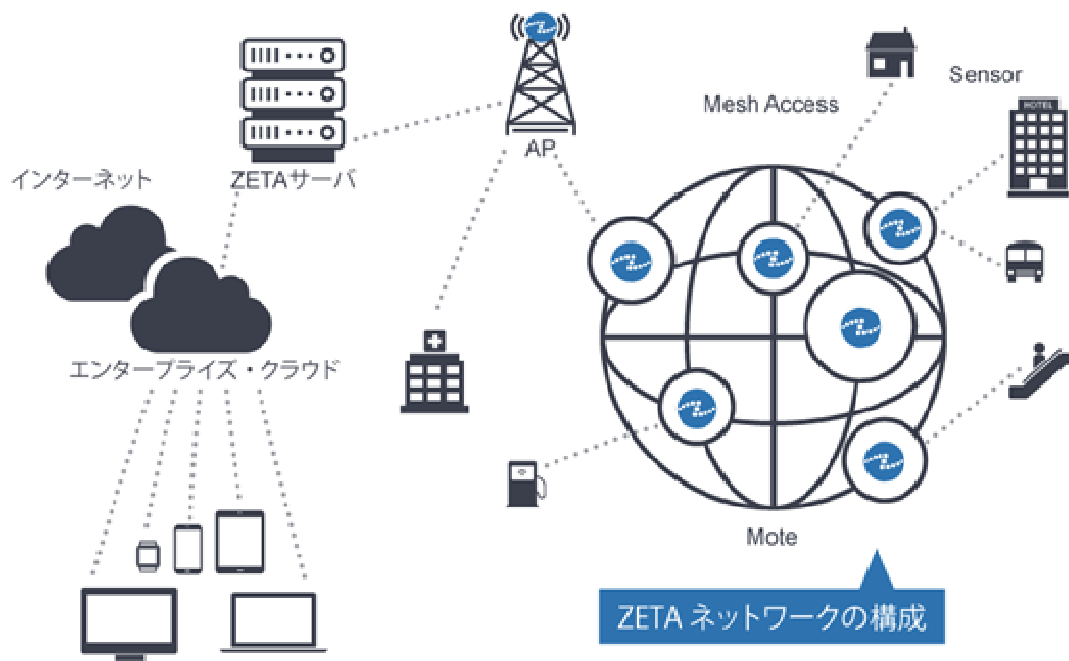 Sensor
Mesh Access
HOTEL
AP
インターネット
ZETAサーバ
エンタープライズ・クラウド
Mote
ZETA ネットワークの構成